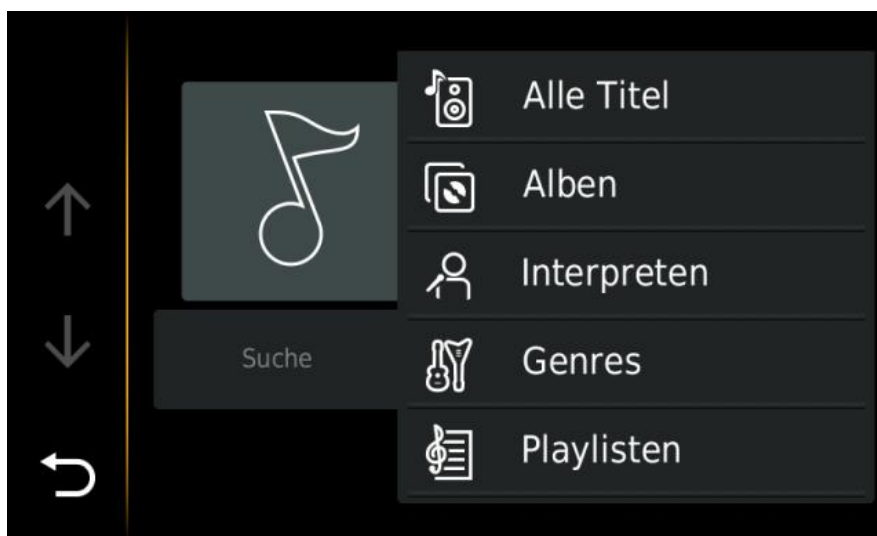 Alle Titel
Alben
Interpreten
Suche
Genres
Playlisten